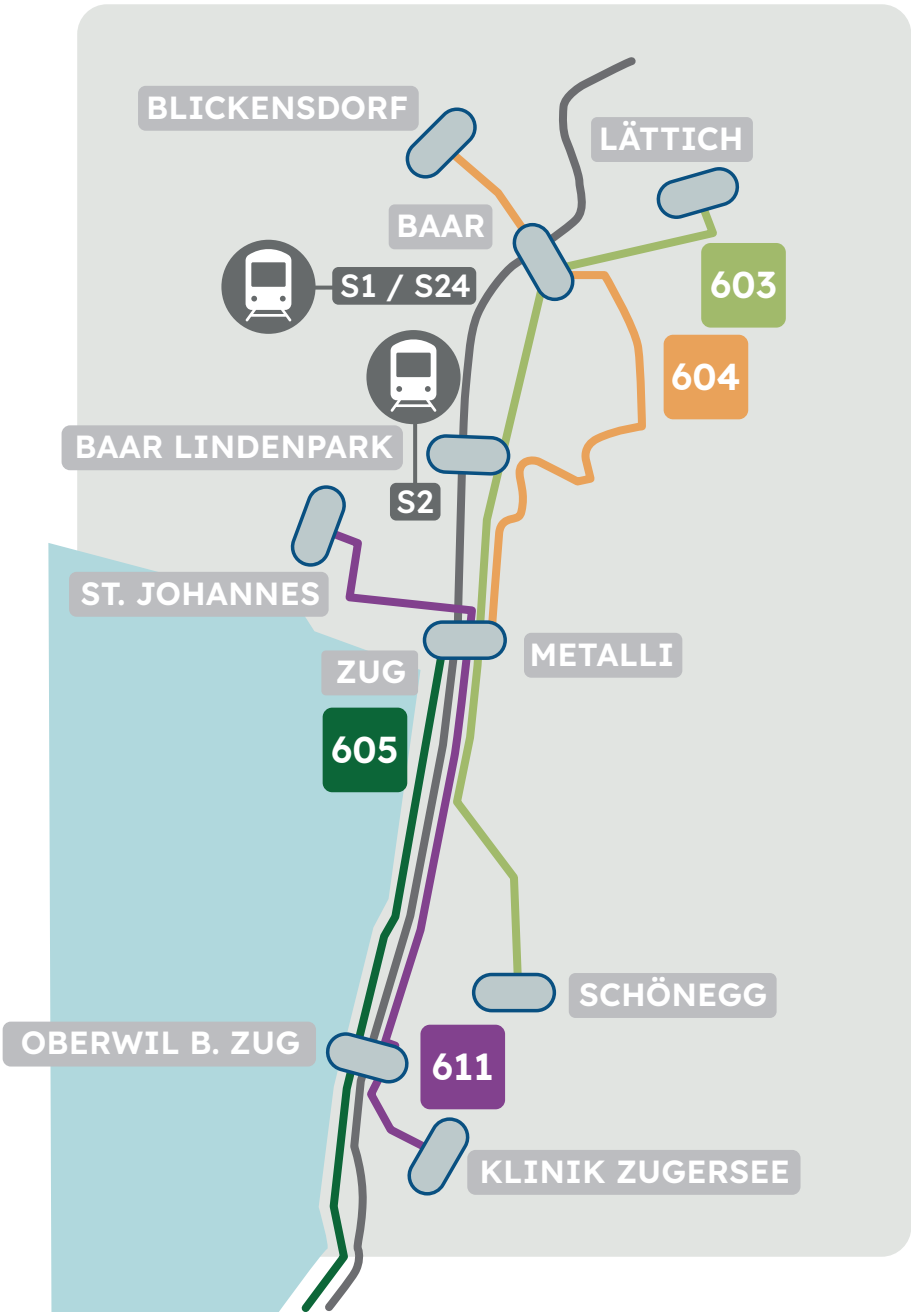 BLICKENSDORF
LÄTTICH
BAAR
S1 / S24
603
604
BAAR LINDENPARK
S2
ST. JOHANNES
METALLI
ZUG
605
SCHÖNEGG
OBERWIL B. ZUG
611
KLINIK ZUGERSEE